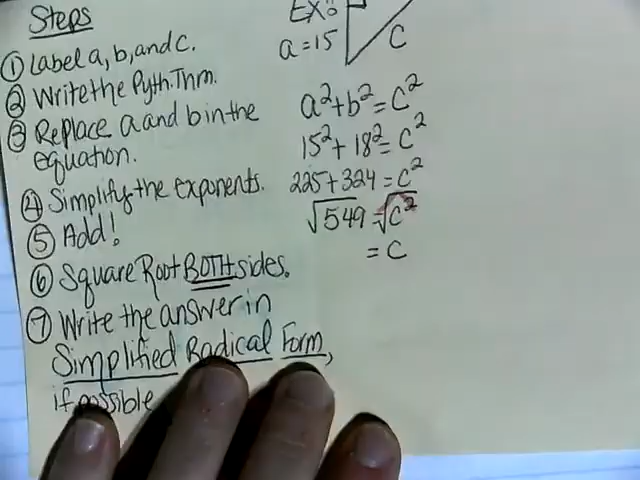 Steps
① Label a, b, and c.
② Write the Pyth. Thm.
③ Replace a and b in the
equation.
④ Simplify the exponents.
⑤ Add!
⑥ Square Root BOTH sides.
⑦ Write the answer in
Simplified Radical Form,
if possible
Ex:
a = 15
C
a² + b² = c²
15² + 18² = c²
225 + 324 = c²
√549 = √c²
= c